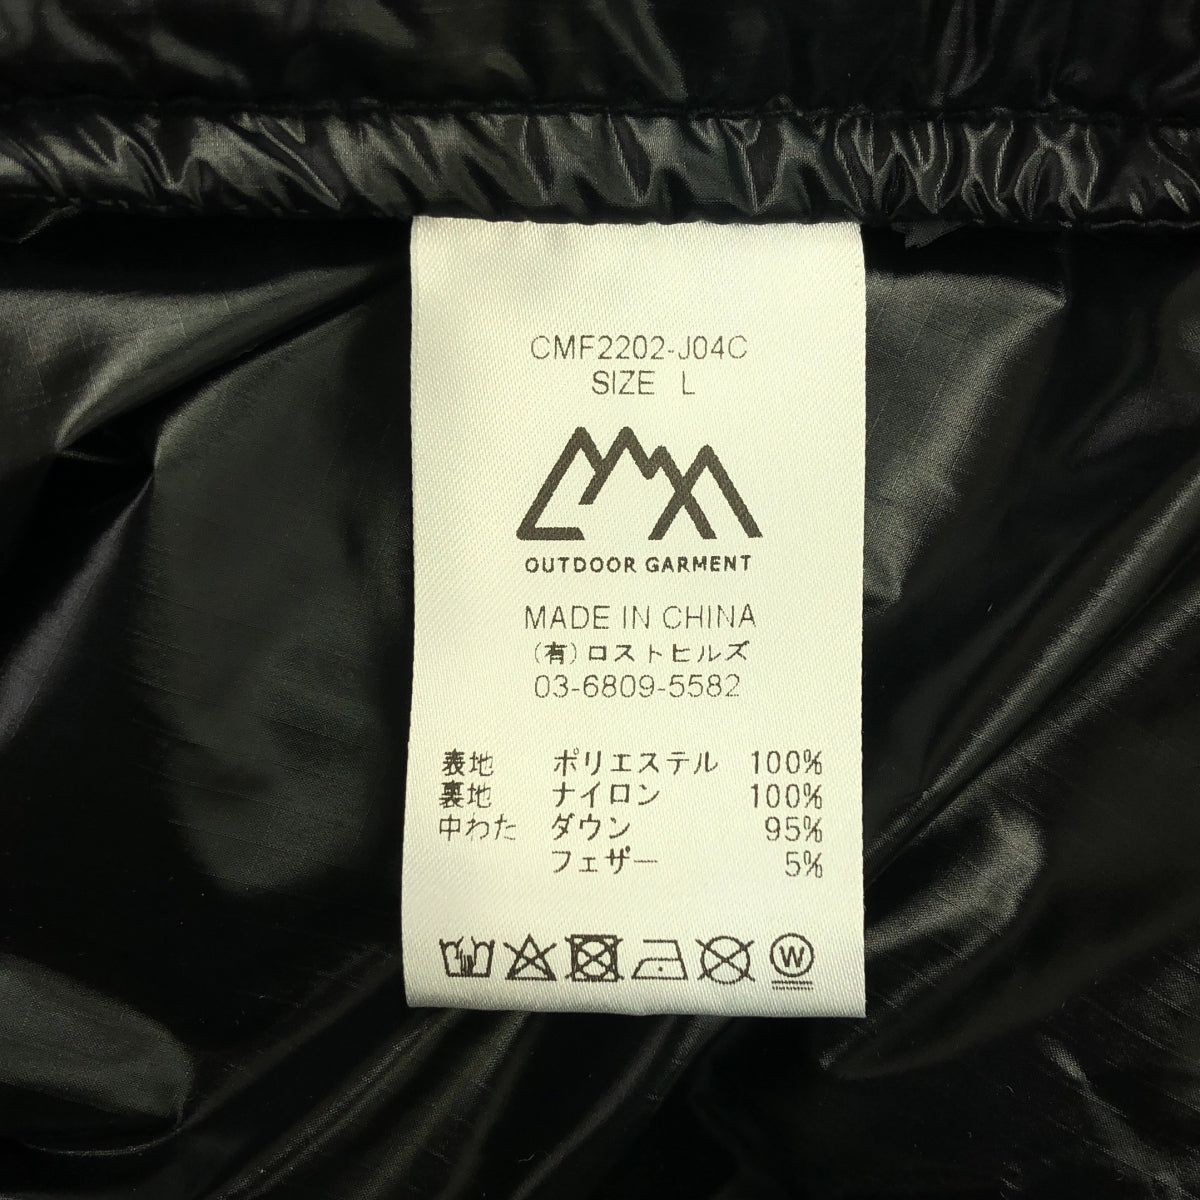 CMF2202-J04C
SIZE L
OUTDOOR GARMENT
MADE IN CHINA
(有)ロストヒルズ
03-6809-5582
表地 ポリエステル 100%
裏地 ナイロン 100%
中わた ダウン 95%
フェザー 5%
W